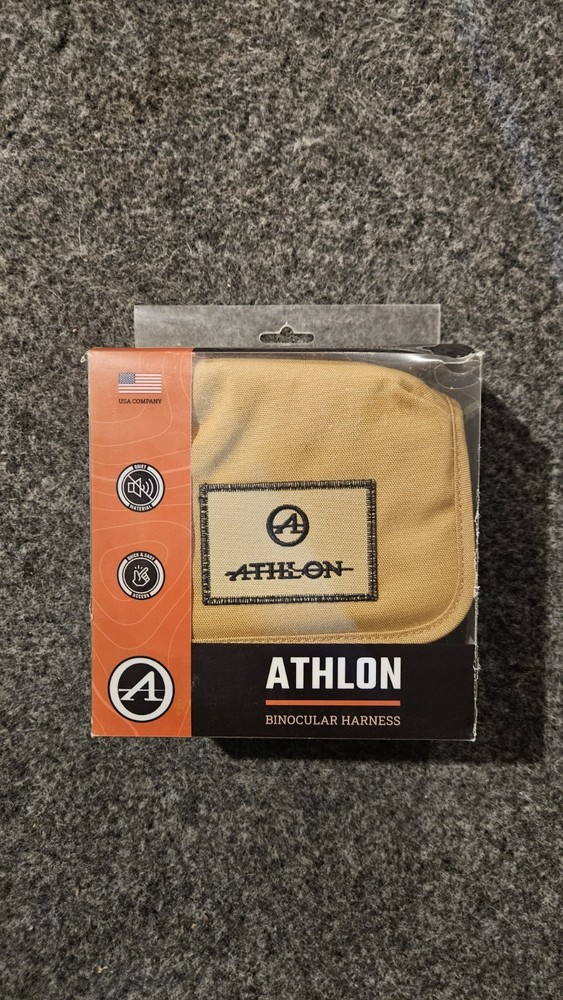 USA COMPANY
QUIET
MATERIAL
QUICK & EASY
ACCESS
A
A
ATHLON
ATHLON
BINOCULAR HARNESS